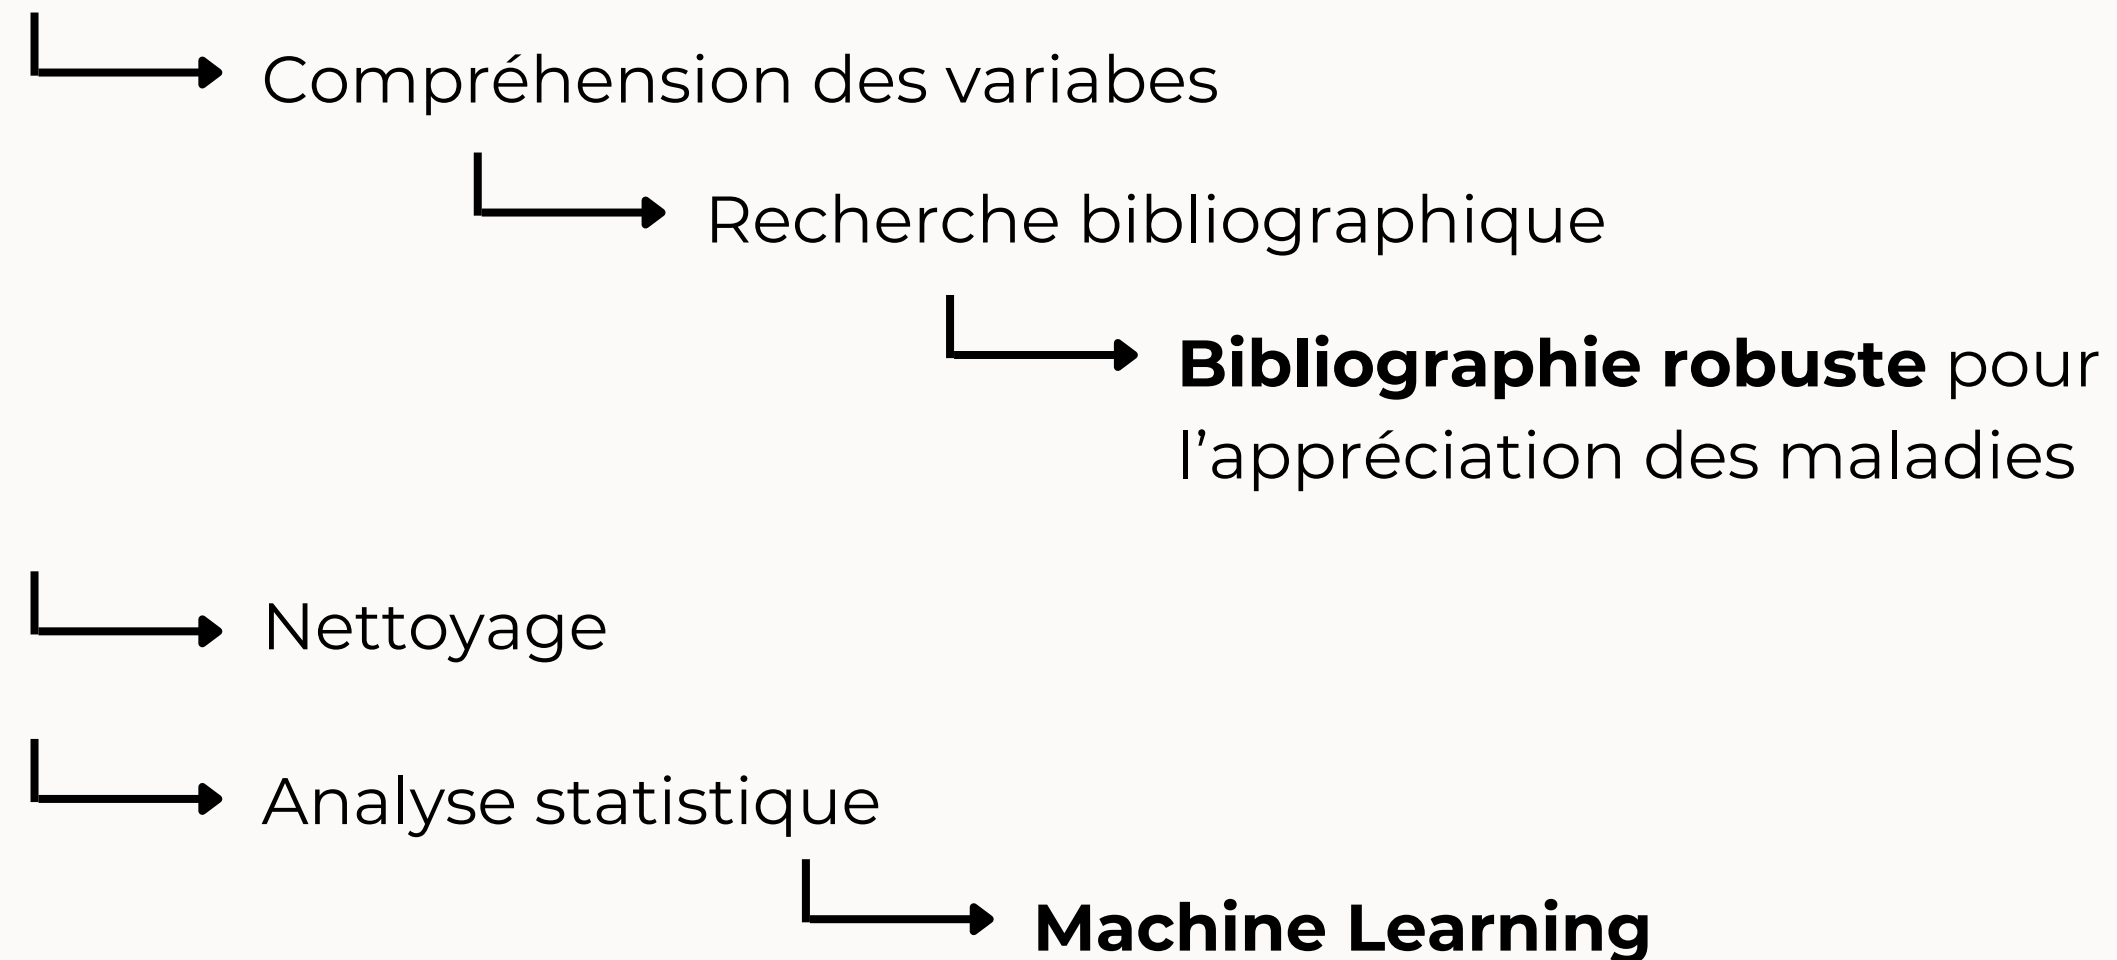 Compréhension des variabes
Recherche bibliographique
Bibliographie robuste pour
l’appréciation des maladies
Nettoyage
Analyse statistique
Machine Learning